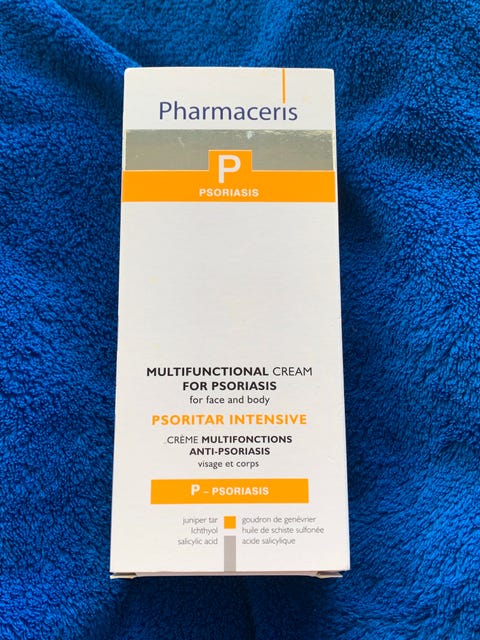 Pharmaceris
P
PSORIASIS
MULTIFUNCTIONAL CREAM
FOR PSORIASIS
for face and body
PSORITAR INTENSIVE
CRÈME MULTIFONCTIONS
ANTI-PSORIASIS
visage et corps
P – PSORIASIS
juniper tar
Ichthyol
salicylic acid
goudron de genévrier
huile de schiste sulfonée
acide salicylique